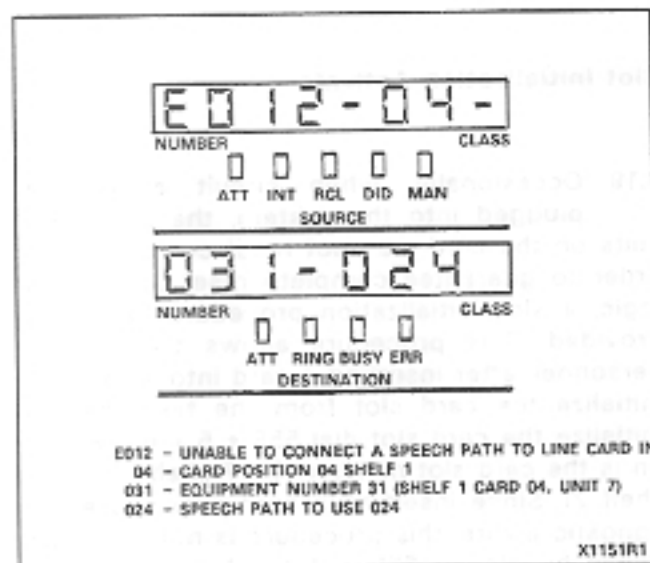 E012-04-
NUMBER CLASS
ATT INT RCL DID MAN
SOURCE
031-024
NUMBER CLASS
ATT RING BUSY ERR
DESTINATION
E012 - UNABLE TO CONNECT A SPEECH PATH TO LINE CARD IN
04 - CARD POSITION 04 SHELF 1
031 - EQUIPMENT NUMBER 31 (SHELF 1 CARD 04, UNIT 7)
024 - SPEECH PATH TO USE 024
X1151R1